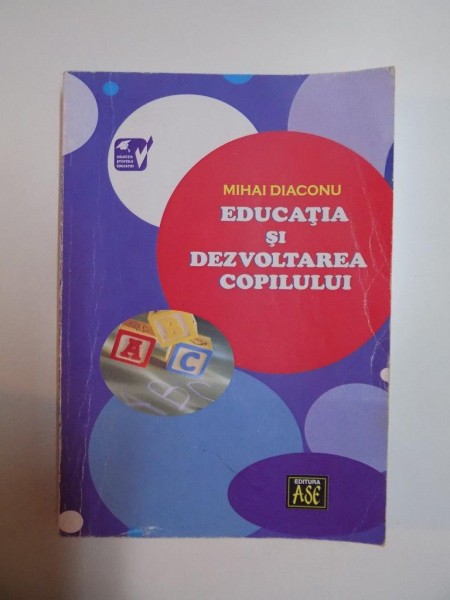 MIHAI DIACONU
EDUCAȚIA
ȘI
DEZVOLTAREA
COPILULUI
B
A
C
A
B
C
EDITURA
ASE